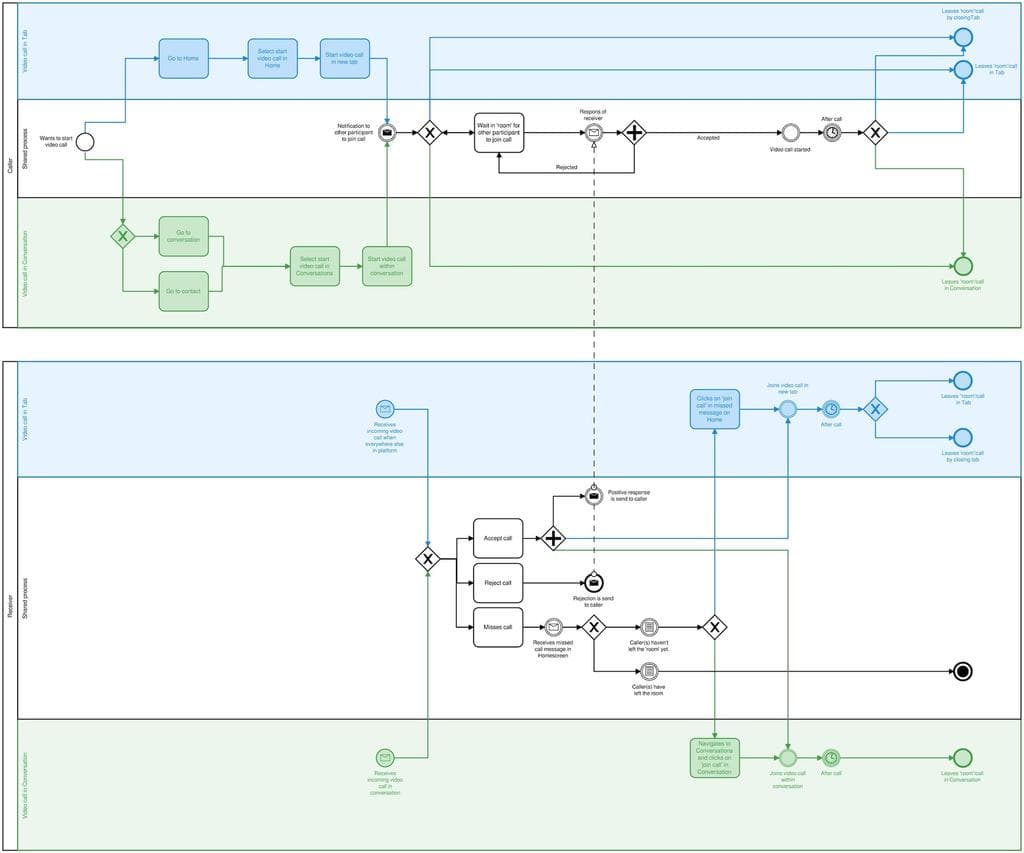 Caller
Video call in Tab
Go to Home
Select start
video call in
Home
Start video call
in new tab
Leaves 'room'/call
by closingTab
Leaves 'room'/call
in Tab
Shared process
Wants to start
video call
Notification to
other participant
to join call
Wait in 'room' for
other participant
to join call
Respons of
receiver
Rejected
Accepted
Video call started
After call
Video call in Conversation
Go to
conversation
Go to contact
Select start
video call in
Conversations
Start video call
within
conversation
Leaves 'room'/call
in Conversation
Receiver
Video call in Tab
Receives
incoming video
call when
everywhere else
in platform
Clicks on 'join
call' in missed
message on
Home
Joins video call in
new tab
After call
Leaves 'room'/call
in Tab
Leaves 'room'/call
by closing tab
Shared process
Accept call
Positive response
is send to caller
Reject call
Rejection is send
to caller
Misses call
Receives missed
call message in
Homescreen
Caller(s) haven't
left the 'room' yet.
Caller(s) have
left the room
Video call in Conversation
Receives
incoming video
call in
conversation
Navigates to
Conversations
and clicks on
'join call' in
Conversation
Joins video call
within
conversation
After call
Leaves 'room'/call
in Conversation